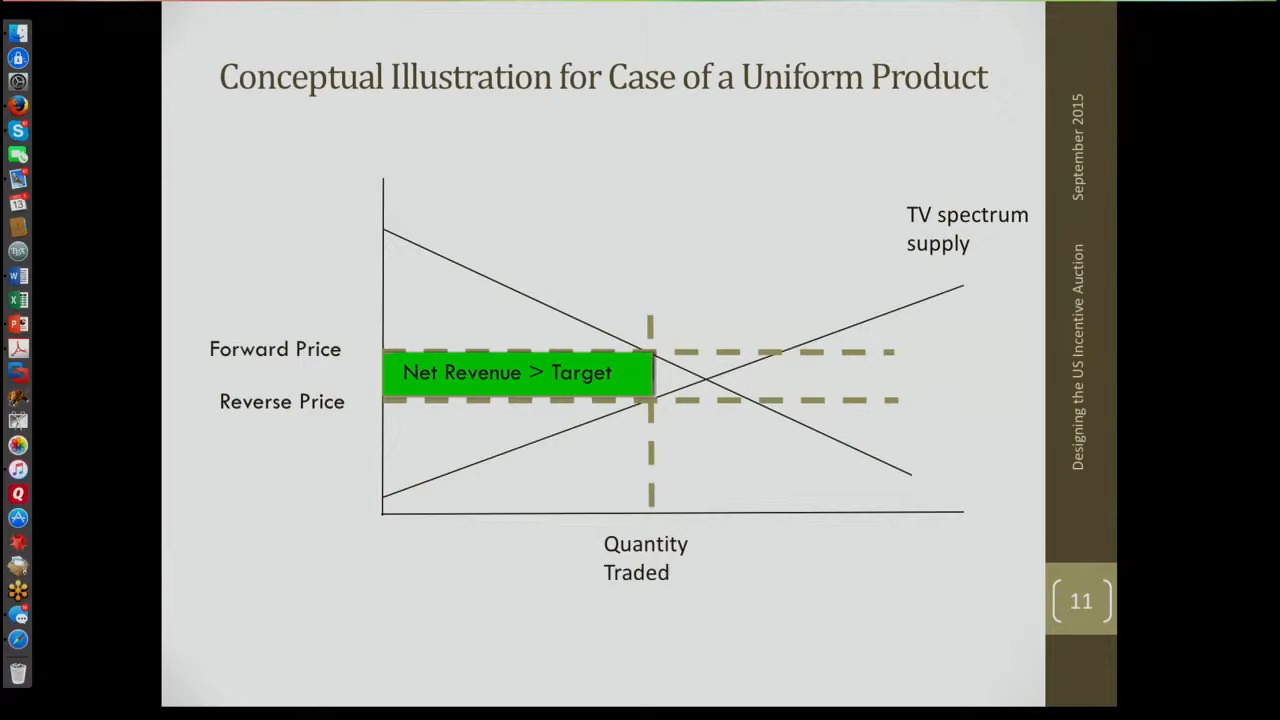 Conceptual Illustration for Case of a Uniform Product
TV spectrum
supply
Forward Price
Net Revenue > Target
Reverse Price
Quantity
Traded
September 2015
Designing the US Incentive Auction
11